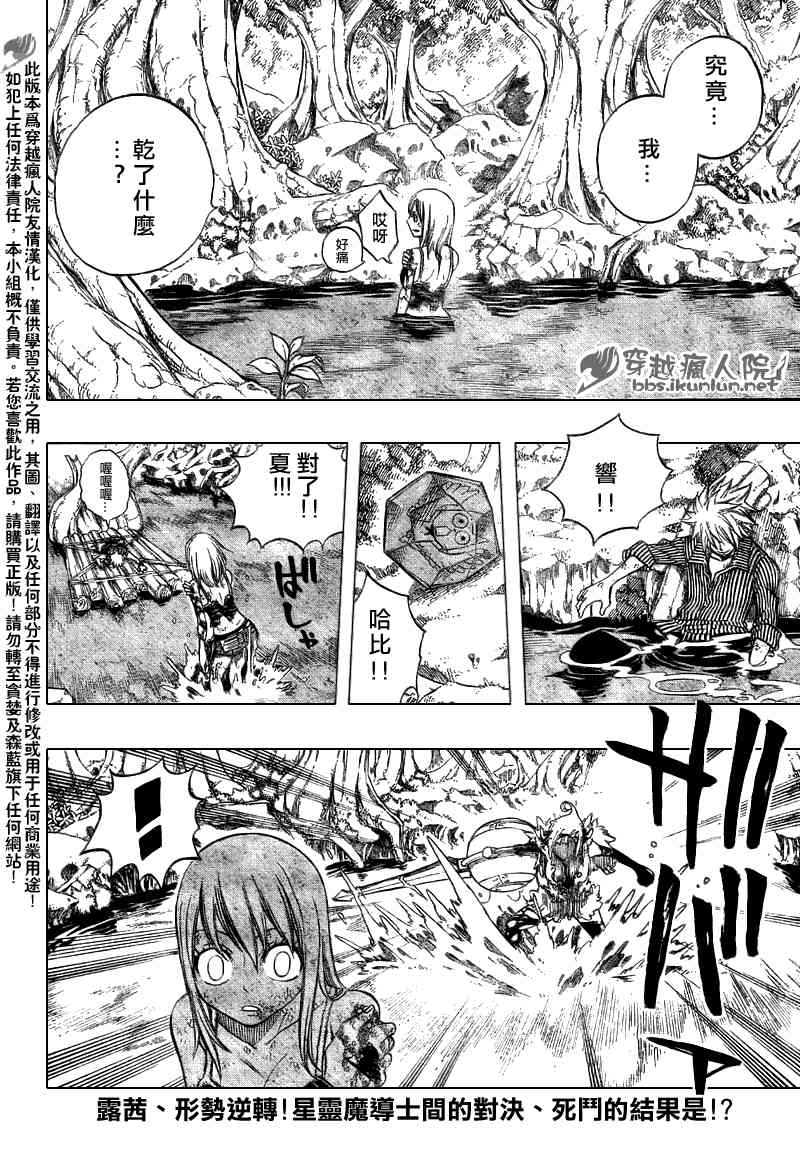 究竟…
我…
乾了什麼
…?
哎呀
好痛
穿越瘋人院
bbs.ikunlun.net
響!!
哈比!!
對了!!
夏!!!
喔喔喔…
ばしゃ
!!
露茜、形勢逆轉!星靈魔導士間的對決、死鬥的結果是!?
此版本爲穿越瘋人院友情漢化，僅供學習交流之用，其圖、翻譯以及任何部分不得進行修改或用于任何商業用途！
如犯上任何法律責任，本小組概不負責。若您喜歡此作品，請購買正版！請勿轉至貪婪及森藍旗下任何網站！